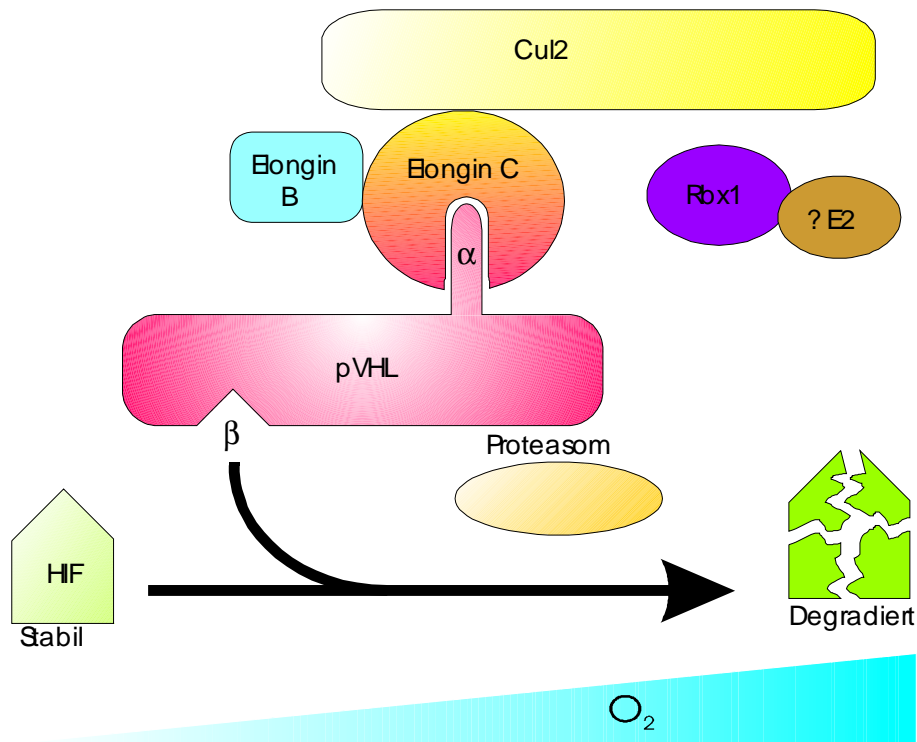 Cul2
Elongin
B
Elongin C
Rbx1
? E2
α
pVHL
β
Proteasom
HIF
Stabil
Degradiert
O2